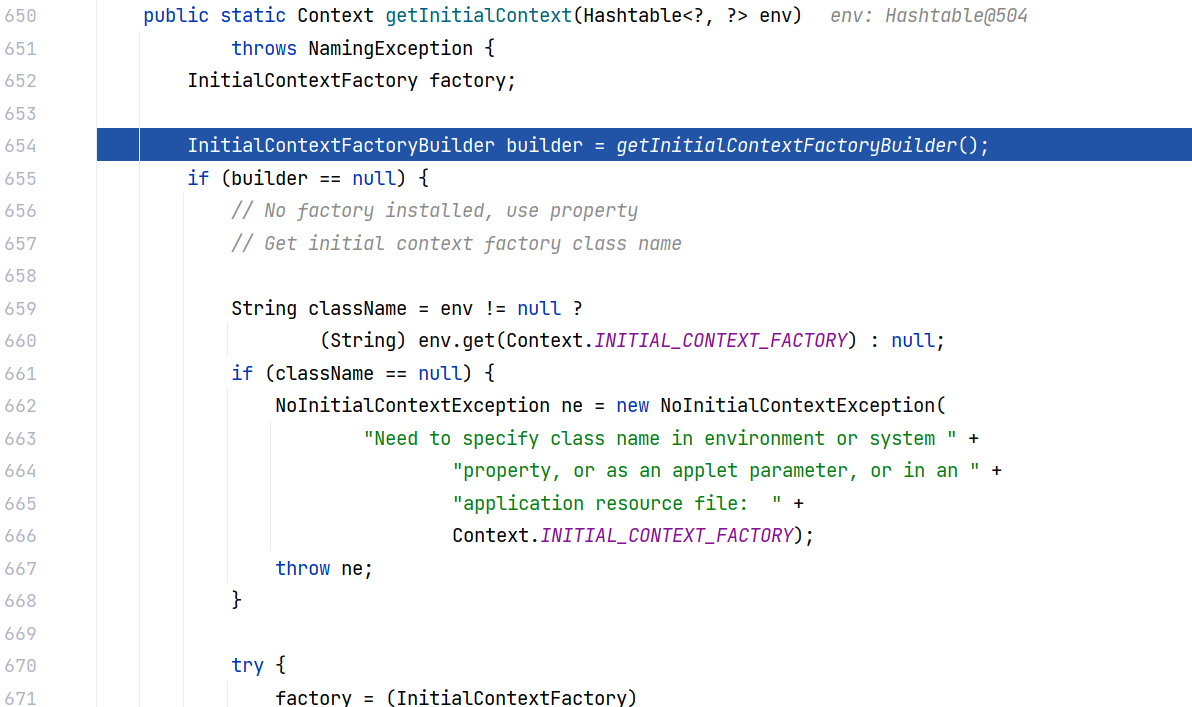 650 public static Context getInitialContext(Hashtable<?, ?> env) env: Hashtable@504
651 throws NamingException {
652 InitialContextFactory factory;
653
654 InitialContextFactoryBuilder builder = getInitialContextFactoryBuilder();
655 if (builder == null) {
656 // No factory installed, use property
657 // Get initial context factory class name
658
659 String className = env != null ?
660 (String) env.get(Context.INITIAL_CONTEXT_FACTORY) : null;
661 if (className == null) {
662 NoInitialContextException ne = new NoInitialContextException(
663 "Need to specify class name in environment or system " +
664 "property, or as an applet parameter, or in an " +
665 "application resource file:  " +
666 Context.INITIAL_CONTEXT_FACTORY);
667 throw ne;
668 }
669
670 try {
671 factory = (InitialContextFactory)